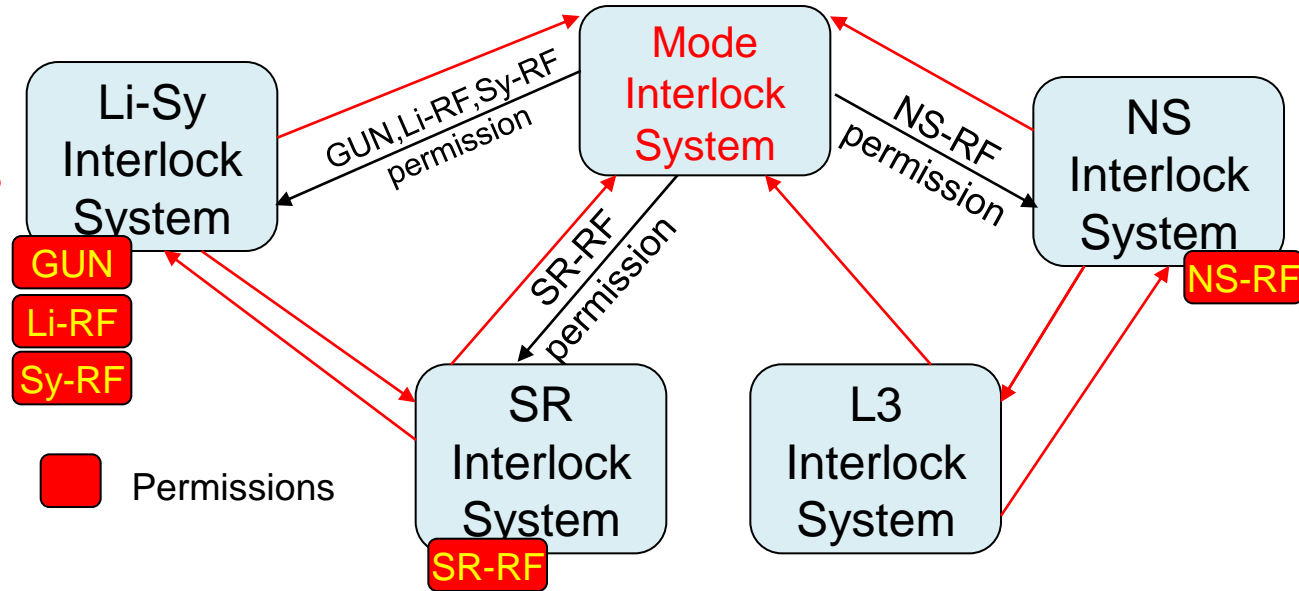 Mode
Interlock
System
Li-Sy
Interlock
System
GUN,Li-RF,Sy-RF
permission
NS-RF
permission
NS
Interlock
System
GUN
Li-RF
Sy-RF
SR-RF
permission
NS-RF
SR
Interlock
System
SR-RF
L3
Interlock
System
Permissions